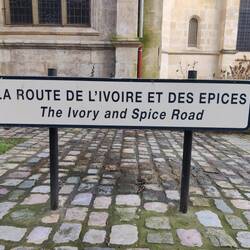 LA ROUTE DE L'IVOIRE ET DES EPICES
The Ivory and Spice Road